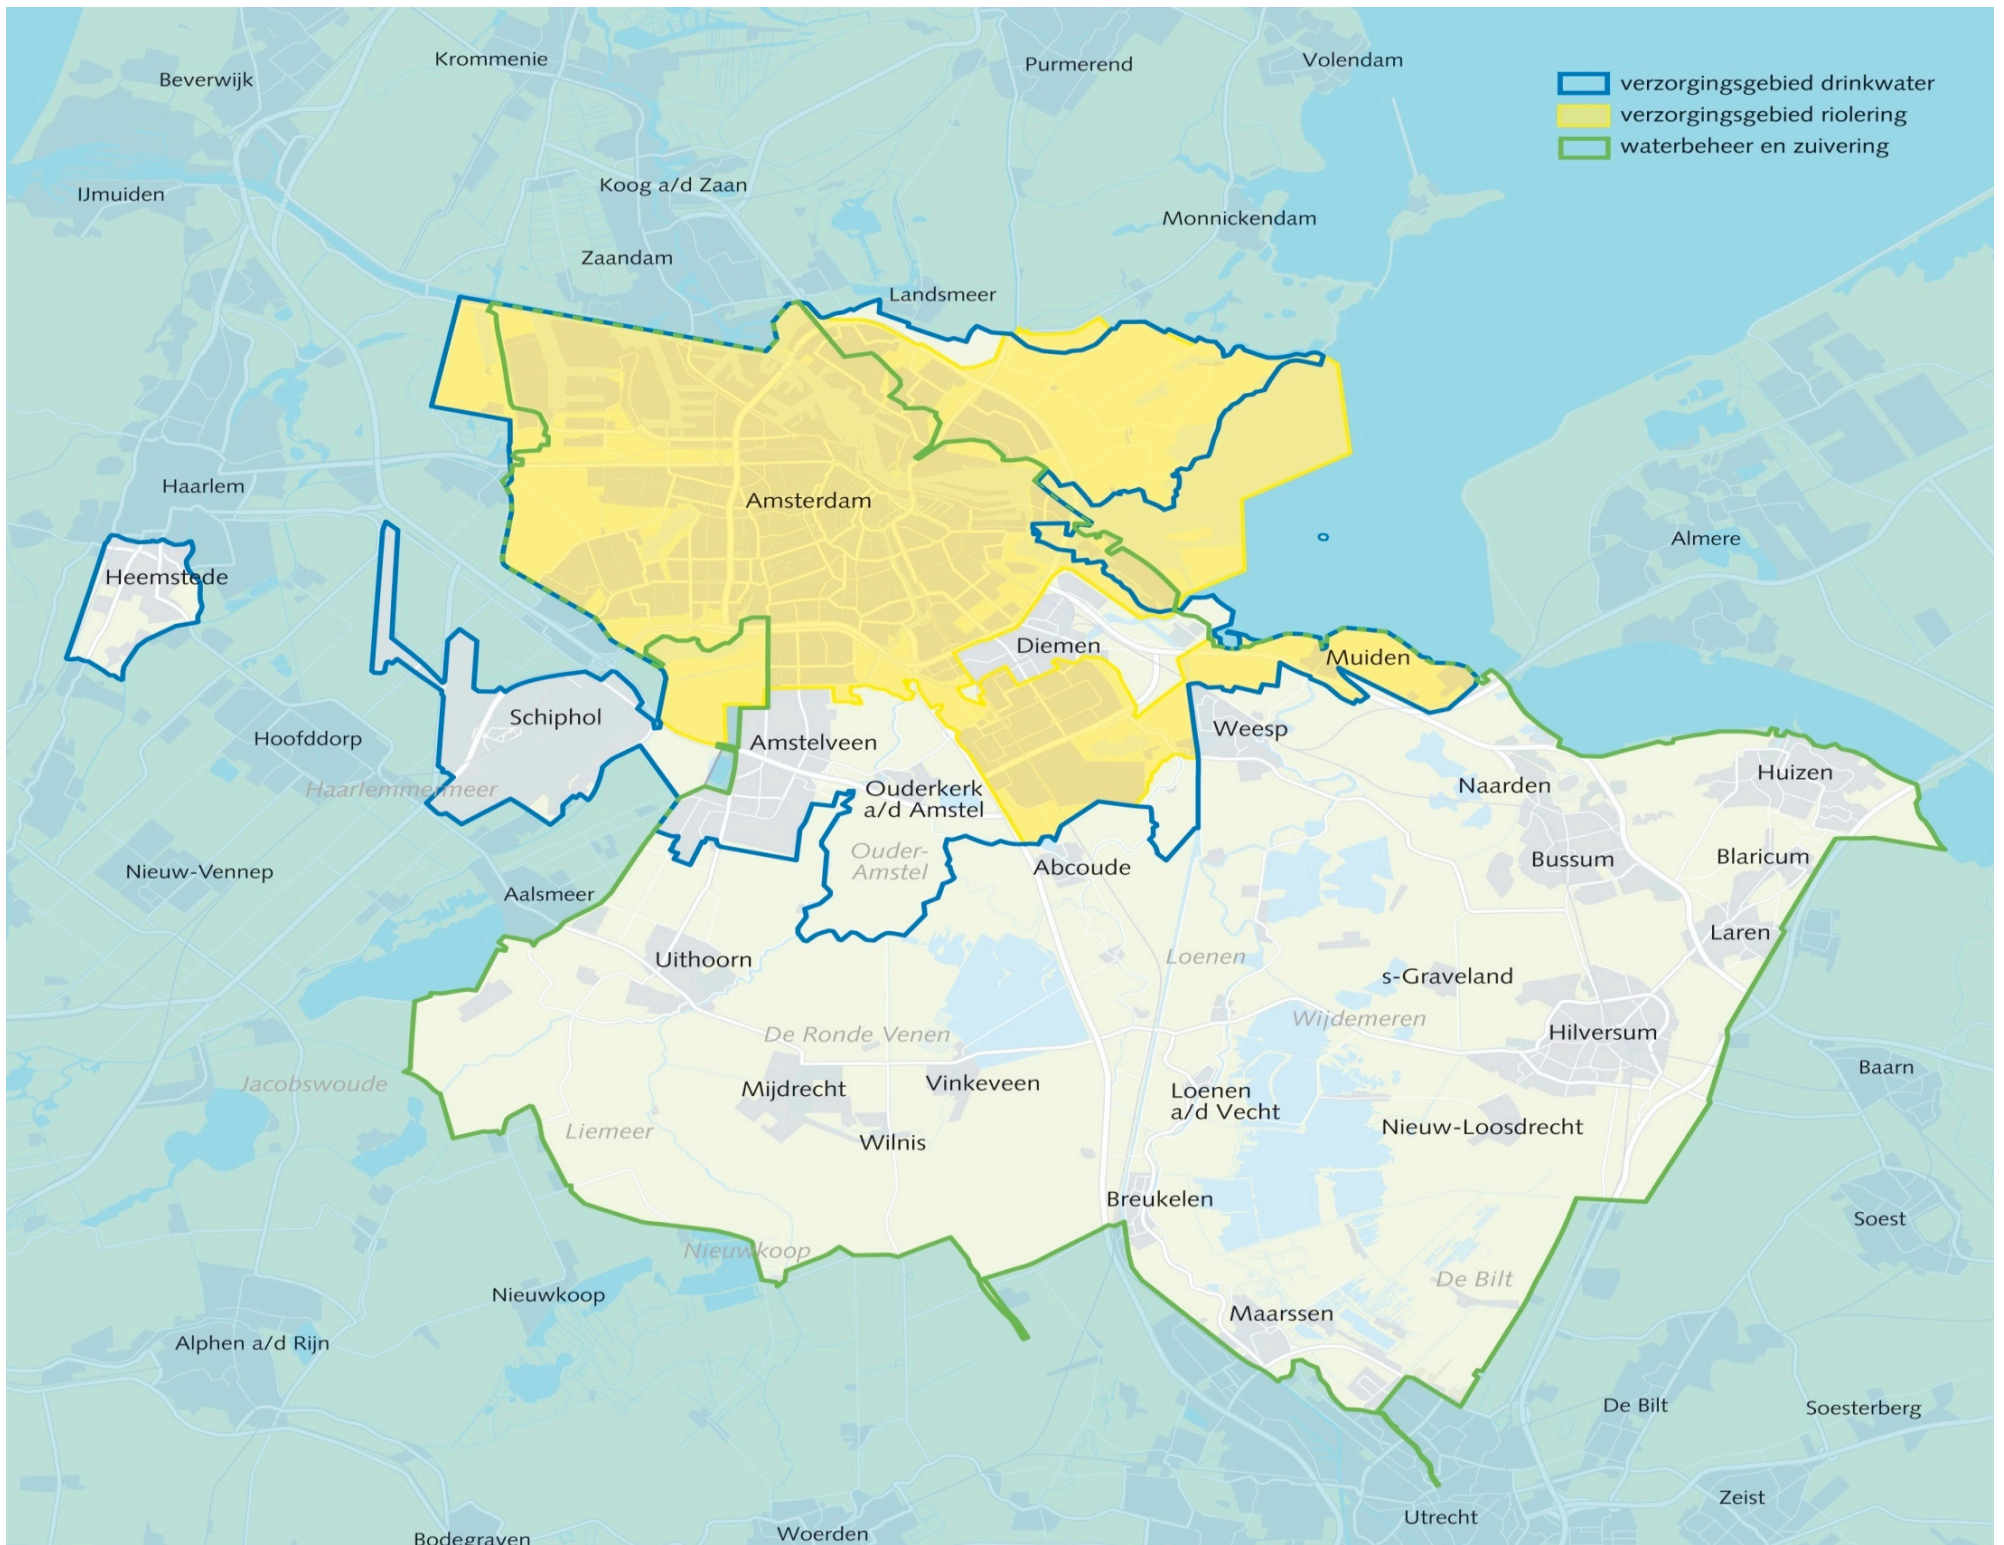 Krommenie
Volendam
Purmerend
Beverwijk
verzorgingsgebied drinkwater
verzorgingsgebied riolering
waterbeheer en zuivering
Koog a/d Zaan
IJmuiden
Monnickendam
Zaandam
Landsmeer
Haarlem
Amsterdam
Almere
Heemstede
Diemen
Muiden
Schiphol
Weesp
Hoofddorp
Amstelveen
Huizen
Haarlemmermeer
Ouderkerk
a/d Amstel
Naarden
Ouder-
Amstel
Abcoude
Bussum
Blaricum
Nieuw-Vennep
Aalsmeer
Laren
Uithoorn
Loenen
s-Graveland
Wijdemeren
Hilversum
De Ronde Venen
Baarn
Jacobswoude
Mijdrecht
Vinkeveen
Loenen
a/d Vecht
Liemeer
Wilnis
Nieuw-Loosdrecht
Breukelen
Soest
Nieuwkoop
De Bilt
Nieuwkoop
Maarssen
Alphen a/d Rijn
De Bilt
Soesterberg
Zeist
Utrecht
Woerden
Bodegraven